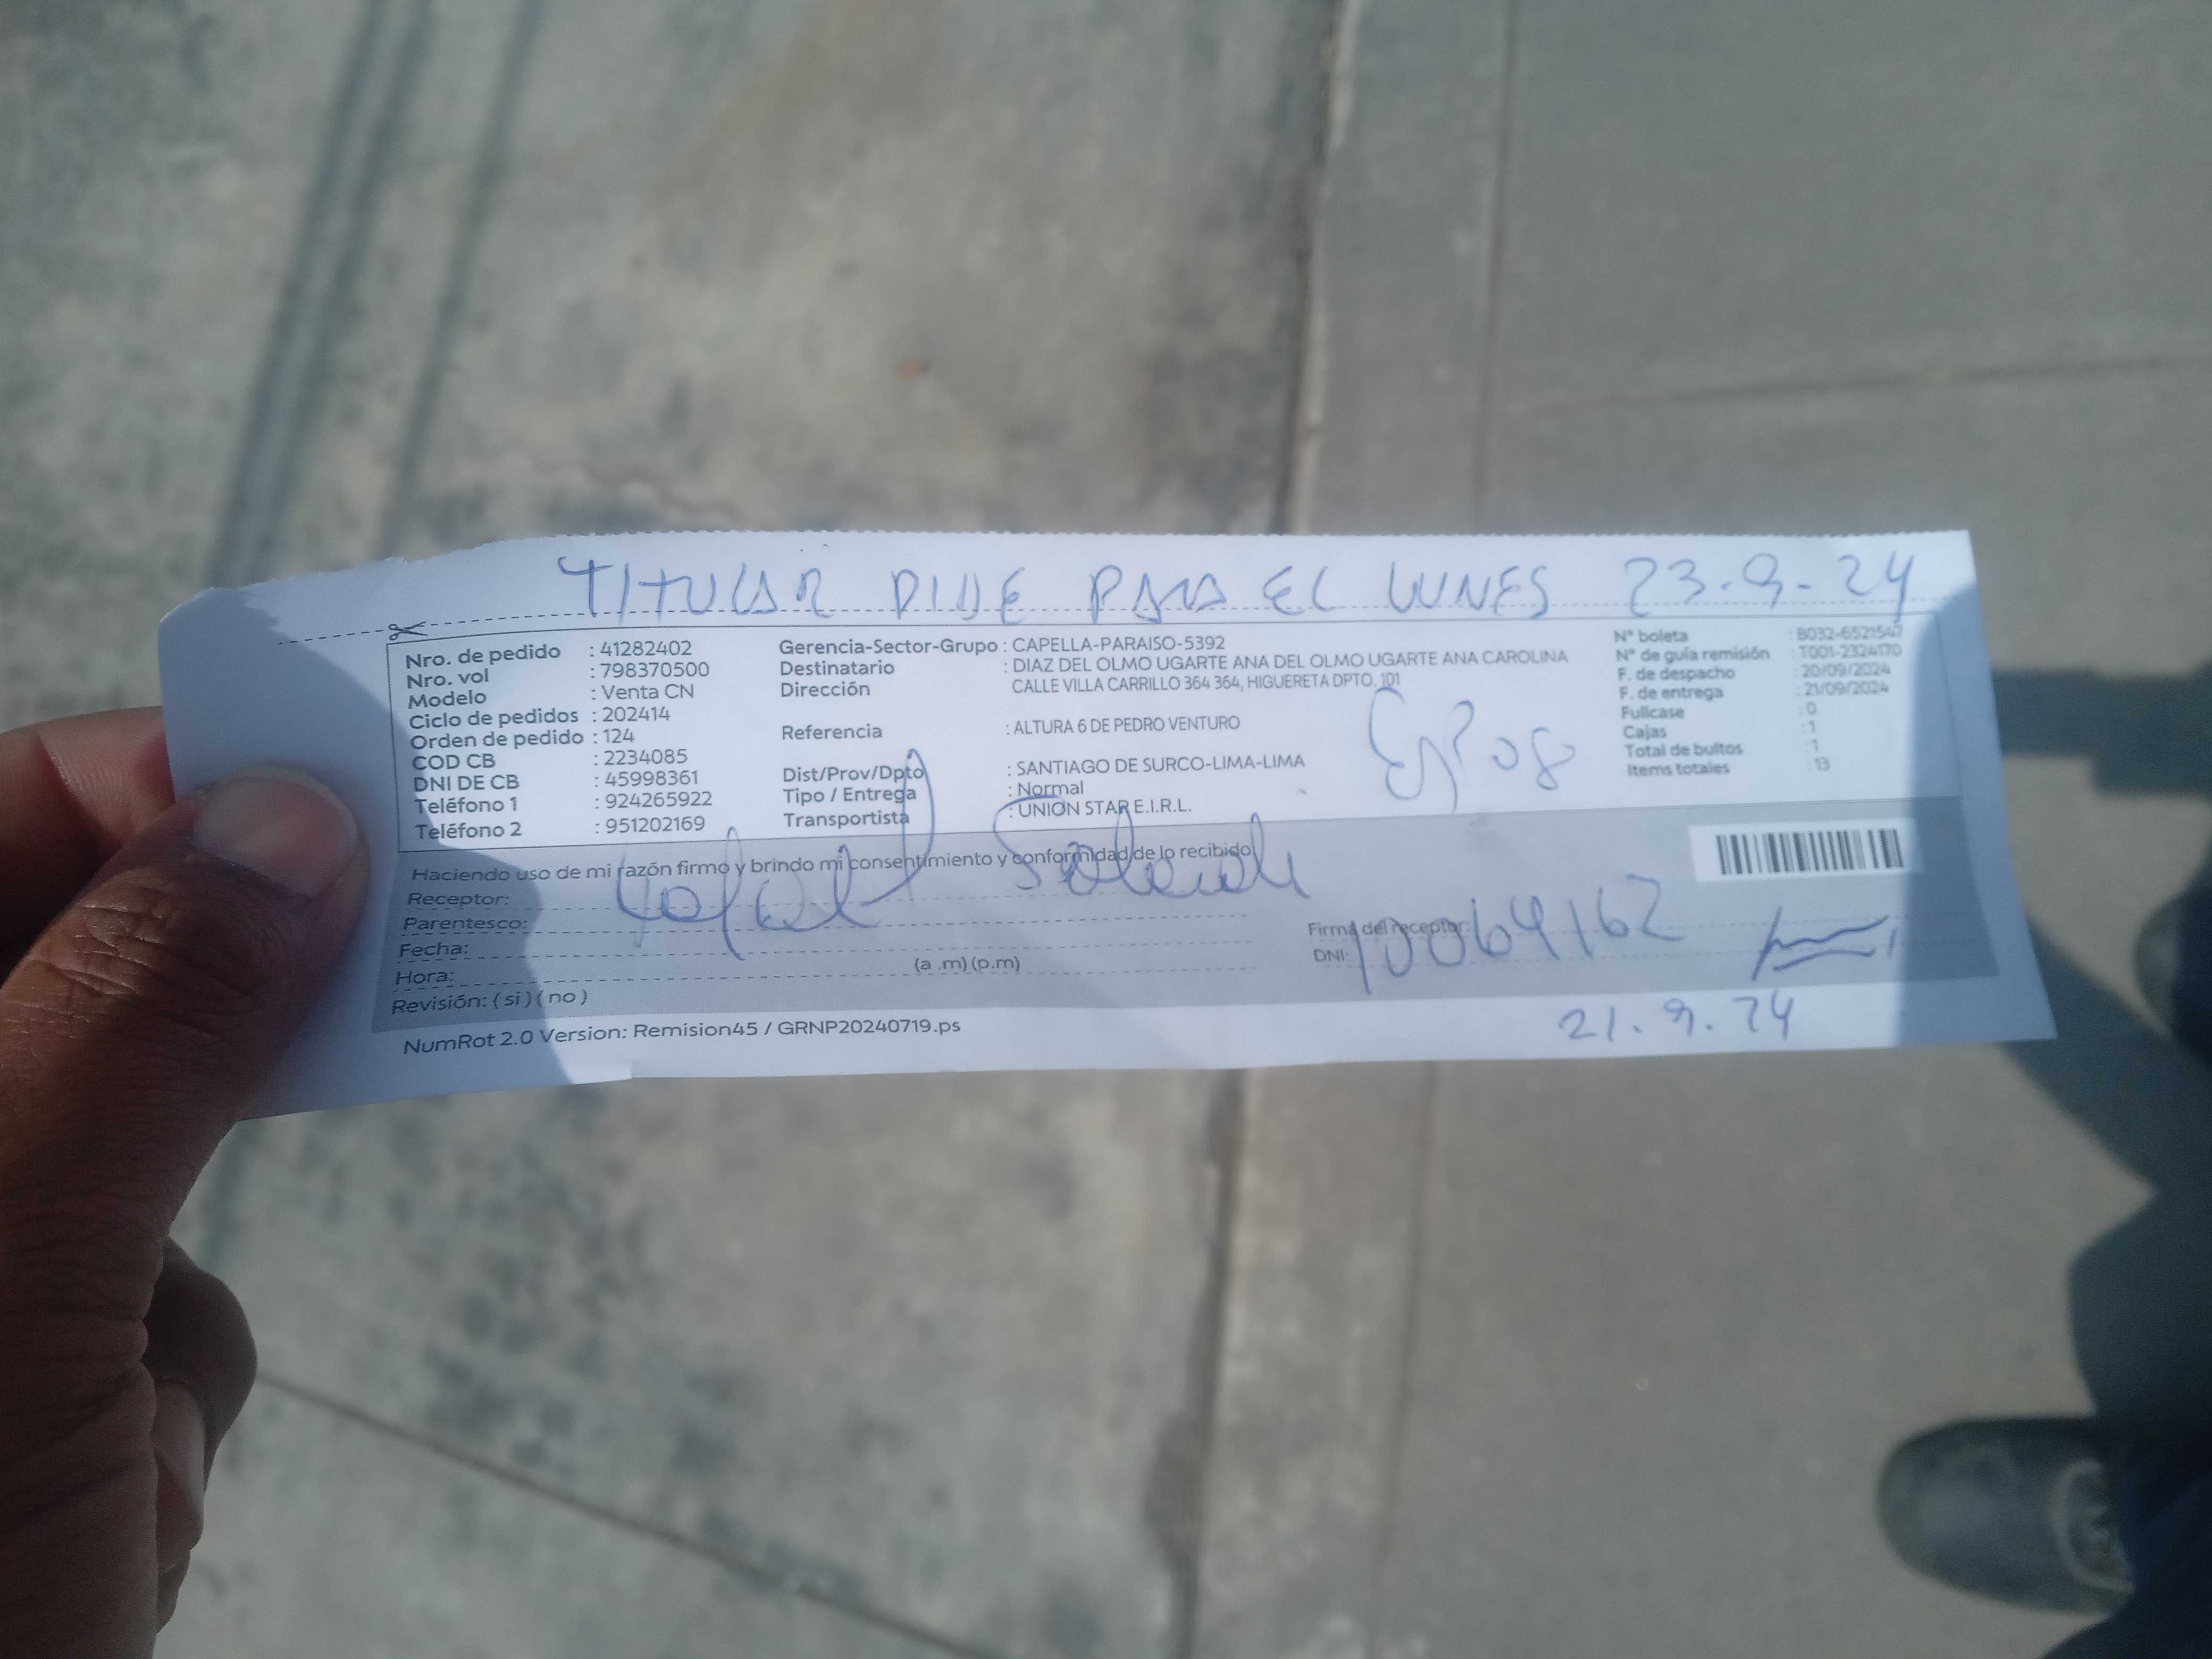 TITULAR PIDE PARA EL LUNES 23.9.24
Nro. de pedido : 41282402
Nro. vol : 798370500
Modelo : Venta CN
Ciclo de pedidos : 202414
Orden de pedido : 124
COD CB : 2234085
DNI DE CB : 45998361
Teléfono 1 : 924265922
Teléfono 2 : 951202169
Gerencia-Sector-Grupo : CAPELLA-PARAISO-5392
Destinatario : DIAZ DEL OLMO UGARTE ANA DEL OLMO UGARTE ANA CAROLINA
Dirección CALLE VILLA CARRILLO 364 364, HIGUERETA DPTO. 101
Referencia : ALTURA 6 DE PEDRO VENTURO
Dist/Prov/Dpto : SANTIAGO DE SURCO-LIMA-LIMA
Tipo / Entrega : Normal
Transportista : UNION STAR E.I.R.L.
N° boleta : B032-6521547
N° de guía remisión : T001-2324170
F. de despacho : 20/09/2024
F. de entrega : 21/09/2024
Fullcase : 0
Cajas : 1
Total de bultos : 1
Items totales : 13
Haciendo uso de mi razón firmo y brindo mi consentimiento y conformidad de lo recibido
Receptor:
Parentesco:
Fecha:
Hora: (a .m) (p.m)
Revisión: ( si ) ( no )
Firma del receptor:
DNI: 10064162
21.9.24
NumRot 2.0 Version: Remision45 / GRNP20240719.ps